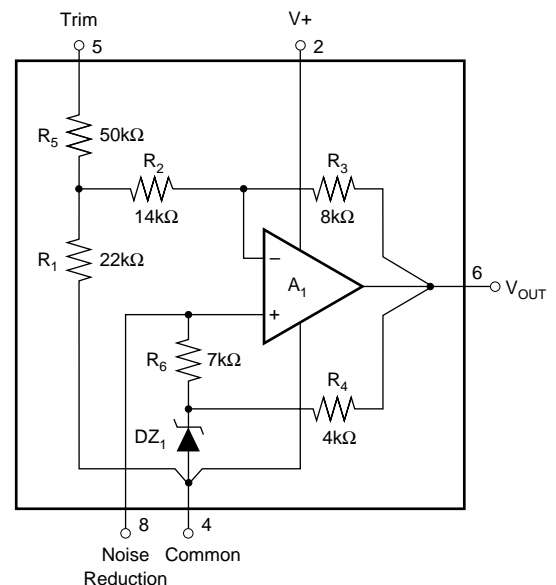 Trim
V+
5
2
R5
50kΩ
R2
14kΩ
R3
8kΩ
R1
22kΩ
−
A1
+
6
VOUT
R6
7kΩ
R4
4kΩ
DZ1
8
4
Noise
Reduction
Common